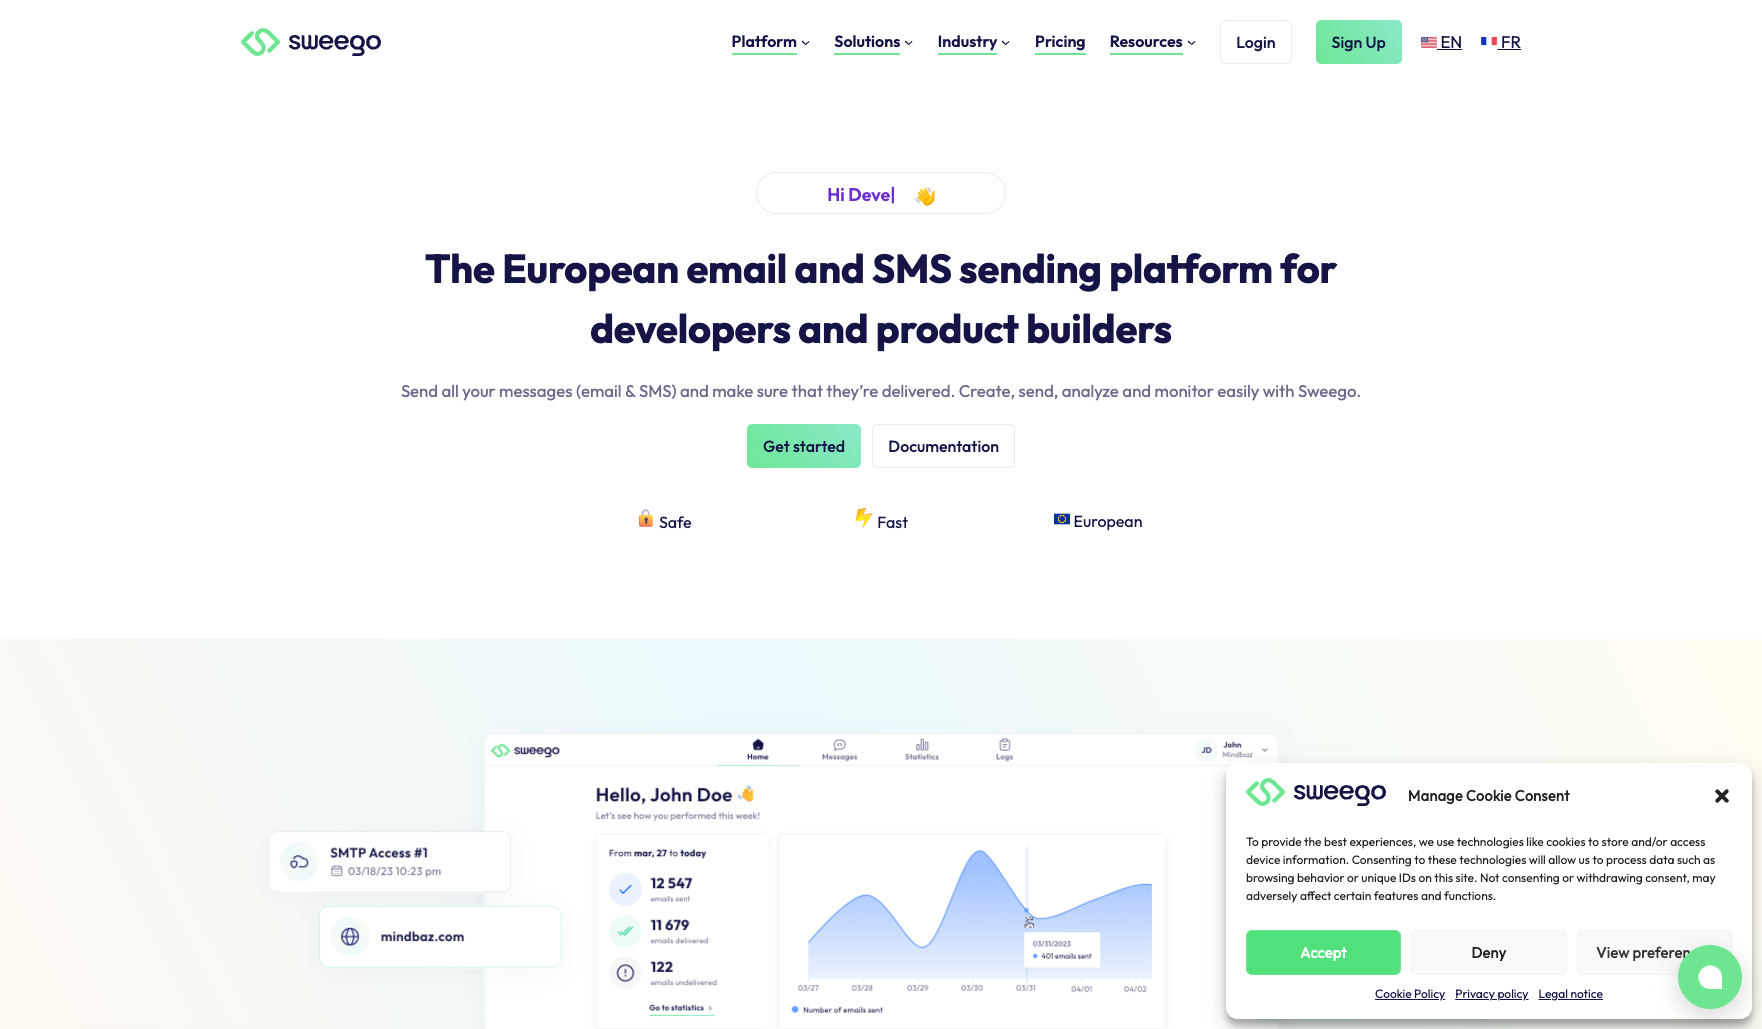 sweego
Platform Solutions Industry Pricing Resources Login Sign Up EN FR
Hi Deve|
The European email and SMS sending platform for
developers and product builders
Send all your messages (email & SMS) and make sure that they're delivered. Create, send, analyze and monitor easily with Sweego.
Get started Documentation
Safe Fast European
sweego
Home Messages Statistics Logs
JD John
Mindbaz
Hello, John Doe
Let's see how you performed this week!
SMTP Access #1
03/18/23 10:23 pm
mindbaz.com
From mar, 27 to today
12 547
emails sent
11 679
emails delivered
122
emails undelivered
Go to statistics
03/31/2023
401 emails sent
03/27 03/28 03/29 03/30 03/31 04/01 04/02
Number of emails sent
sweego Manage Cookie Consent
To provide the best experiences, we use technologies like cookies to store and/or access
device information. Consenting to these technologies will allow us to process data such as
browsing behavior or unique IDs on this site. Not consenting or withdrawing consent, may
adversely affect certain features and functions.
Accept Deny View preferen
Cookie Policy Privacy policy Legal notice